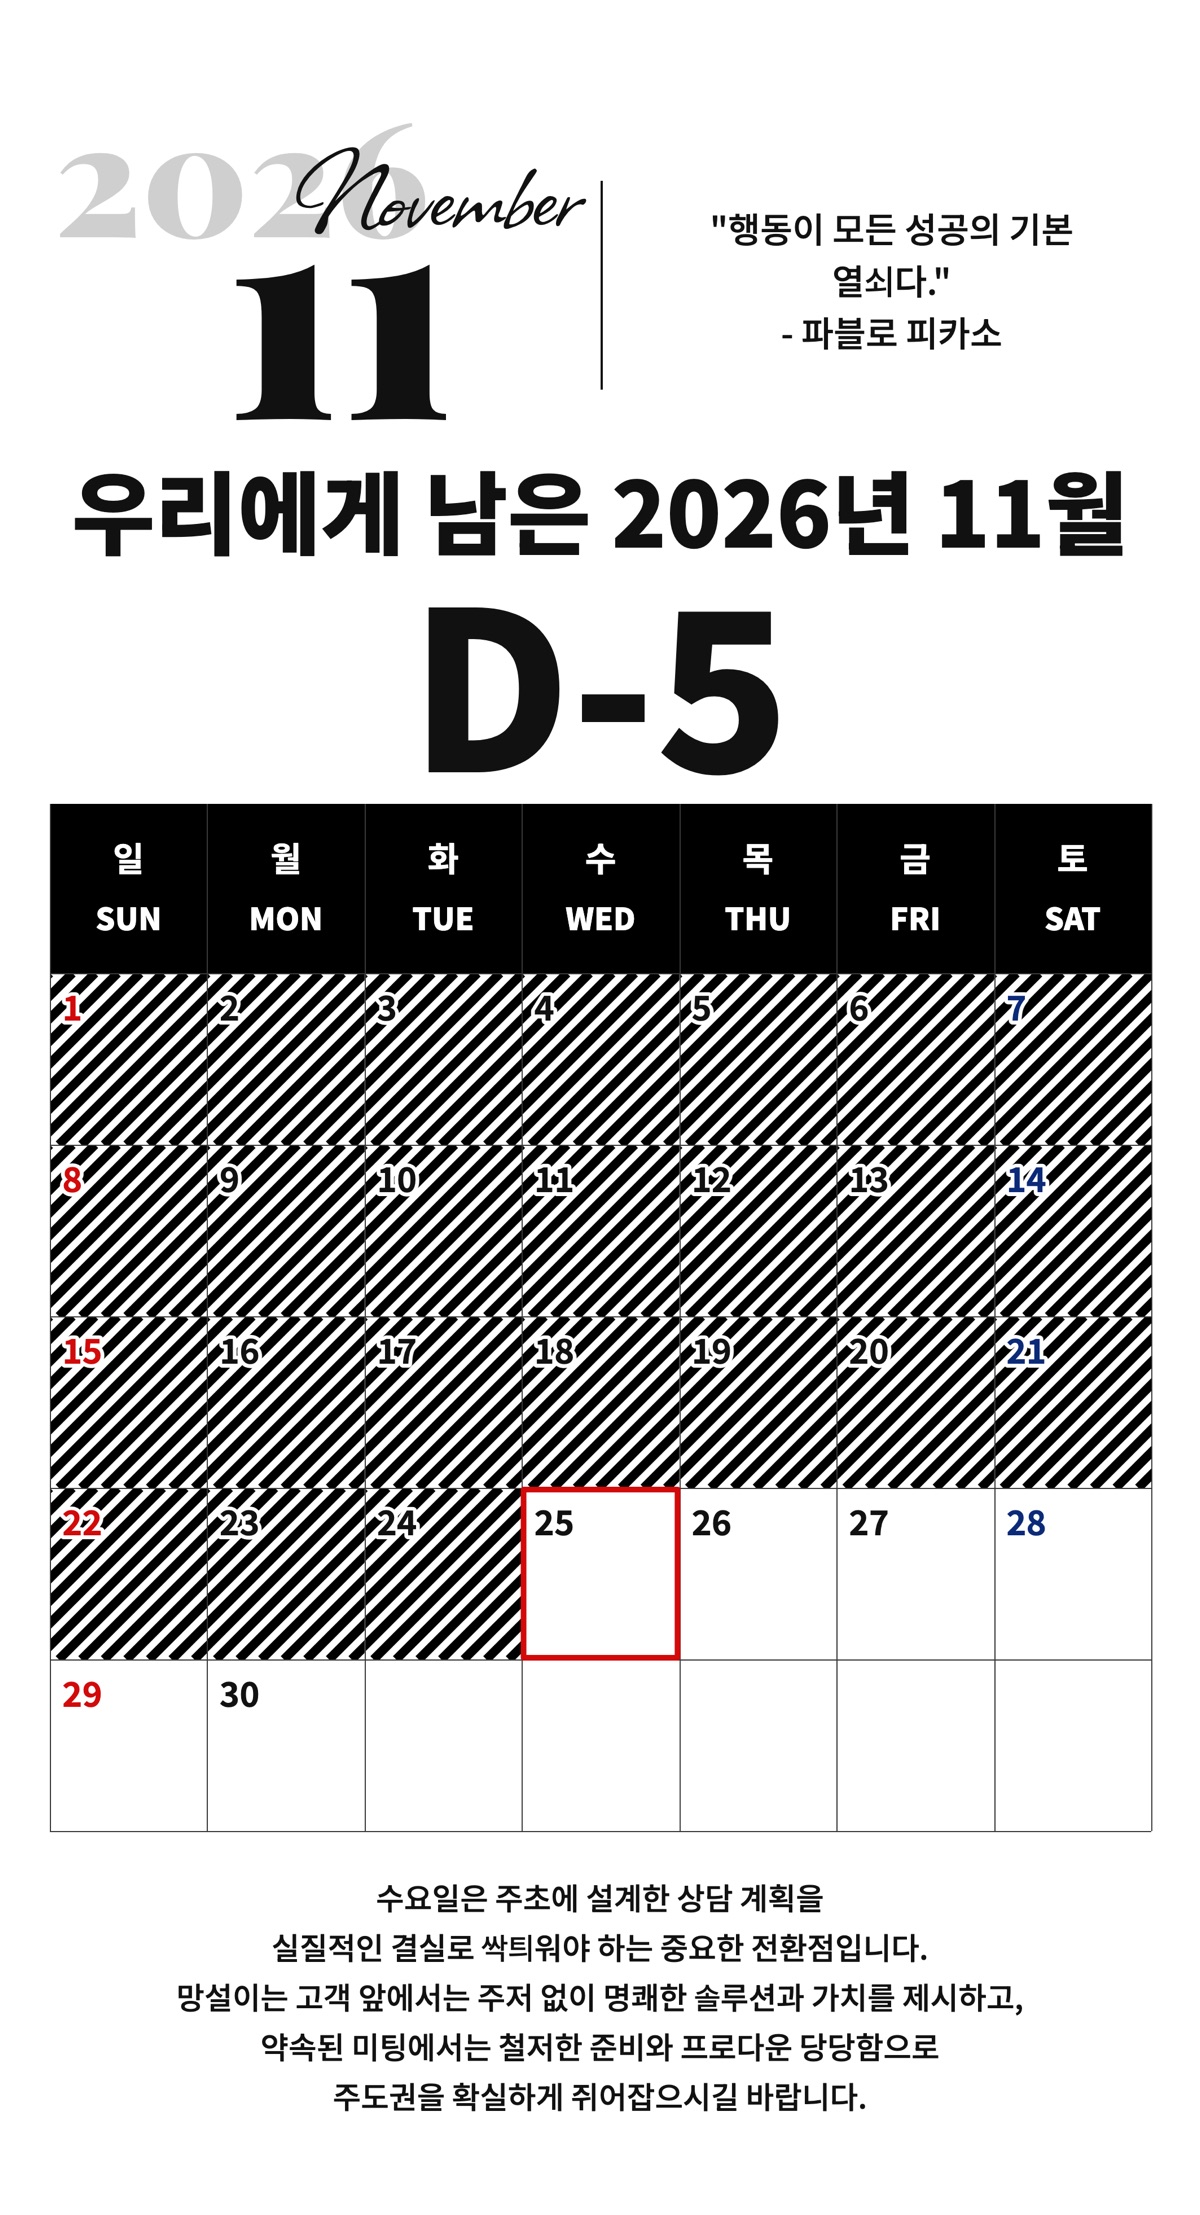 2026
November
11
"행동이 모든 성공의 기본
열쇠다."
- 파블로 피카소
우리에게 남은 2026년 11월
D-5
일 월 화 수 목 금 토
SUN MON TUE WED THU FRI SAT
1 2 3 4 5 6 7
8 9 10 11 12 13 14
15 16 17 18 19 20 21
22 23 24 25 26 27 28
29 30
수요일은 주초에 설계한 상담 계획을
실질적인 결실로 싹틔워야 하는 중요한 전환점입니다.
망설이는 고객 앞에서는 주저 없이 명쾌한 솔루션과 가치를 제시하고,
약속된 미팅에서는 철저한 준비와 프로다운 당당함으로
주도권을 확실하게 쥐어잡으시길 바랍니다.